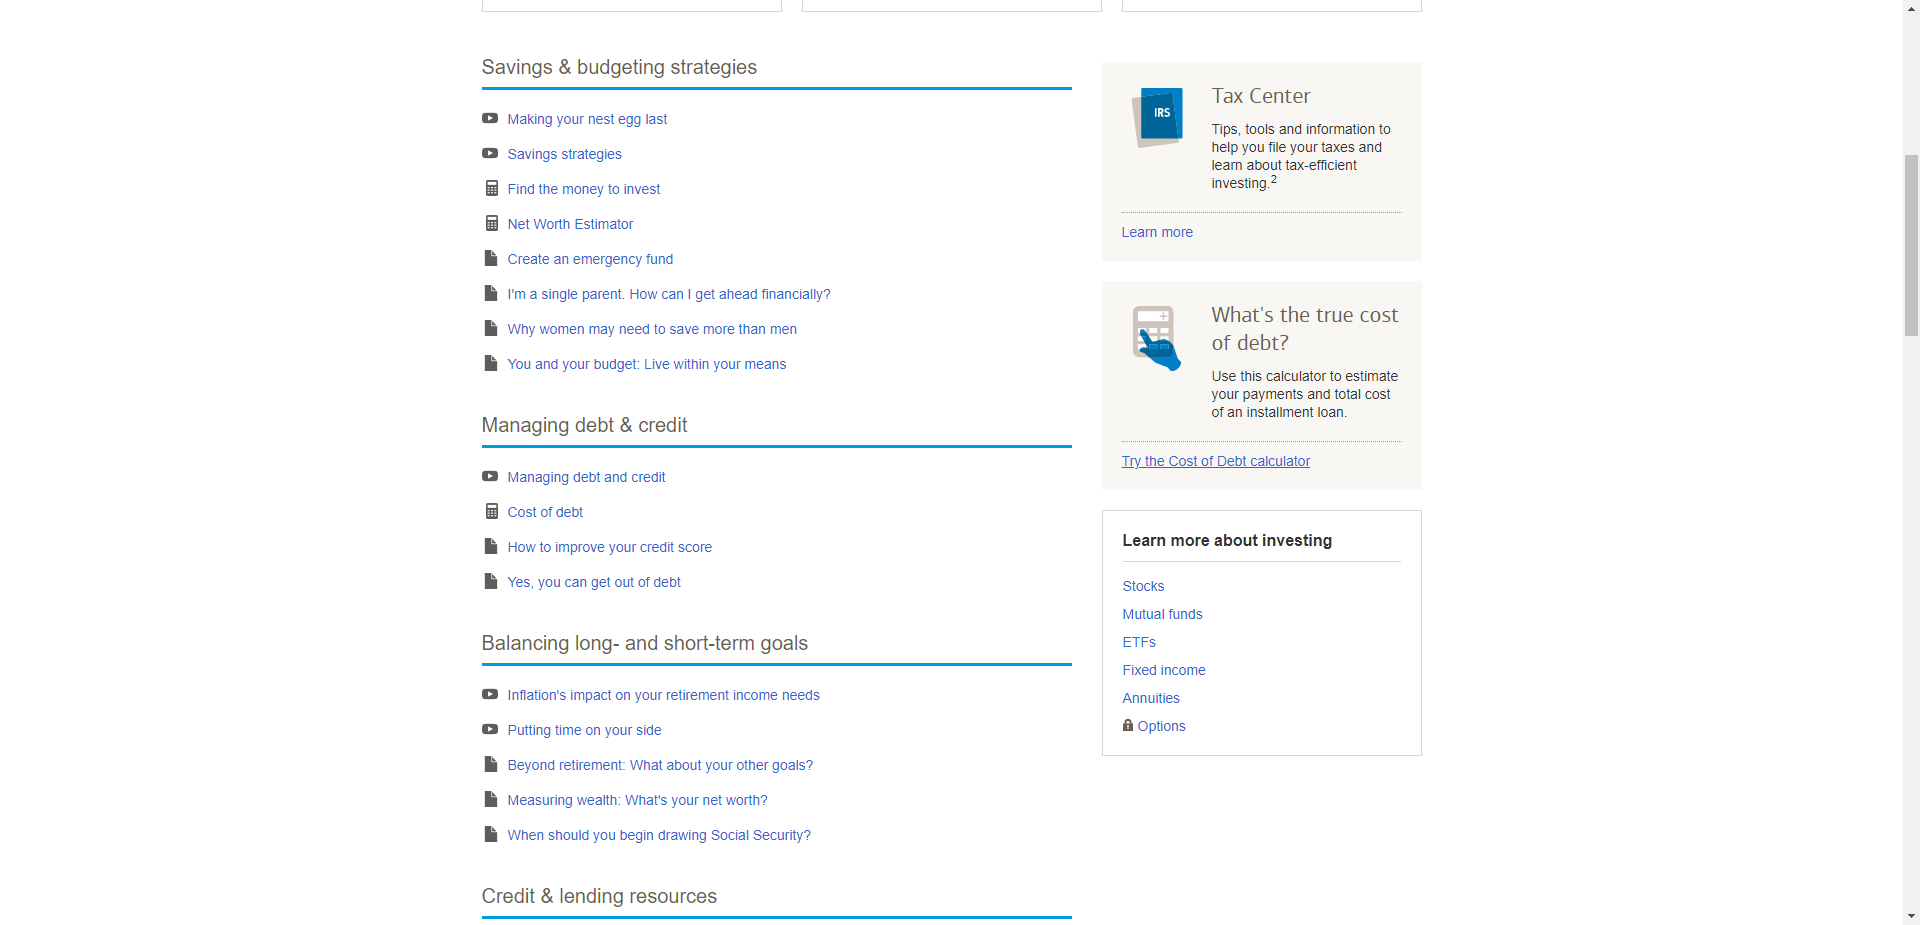 Savings & budgeting strategies
Making your nest egg last
Savings strategies
Find the money to invest
Net Worth Estimator
Create an emergency fund
I'm a single parent. How can I get ahead financially?
Why women may need to save more than men
You and your budget: Live within your means
Managing debt & credit
Managing debt and credit
Cost of debt
How to improve your credit score
Yes, you can get out of debt
Balancing long- and short-term goals
Inflation's impact on your retirement income needs
Putting time on your side
Beyond retirement: What about your other goals?
Measuring wealth: What's your net worth?
When should you begin drawing Social Security?
Credit & lending resources
IRS
Tax Center
Tips, tools and information to
help you file your taxes and
learn about tax-efficient
investing.2
Learn more
What's the true cost
of debt?
Use this calculator to estimate
your payments and total cost
of an installment loan.
Try the Cost of Debt calculator
Learn more about investing
Stocks
Mutual funds
ETFs
Fixed income
Annuities
Options